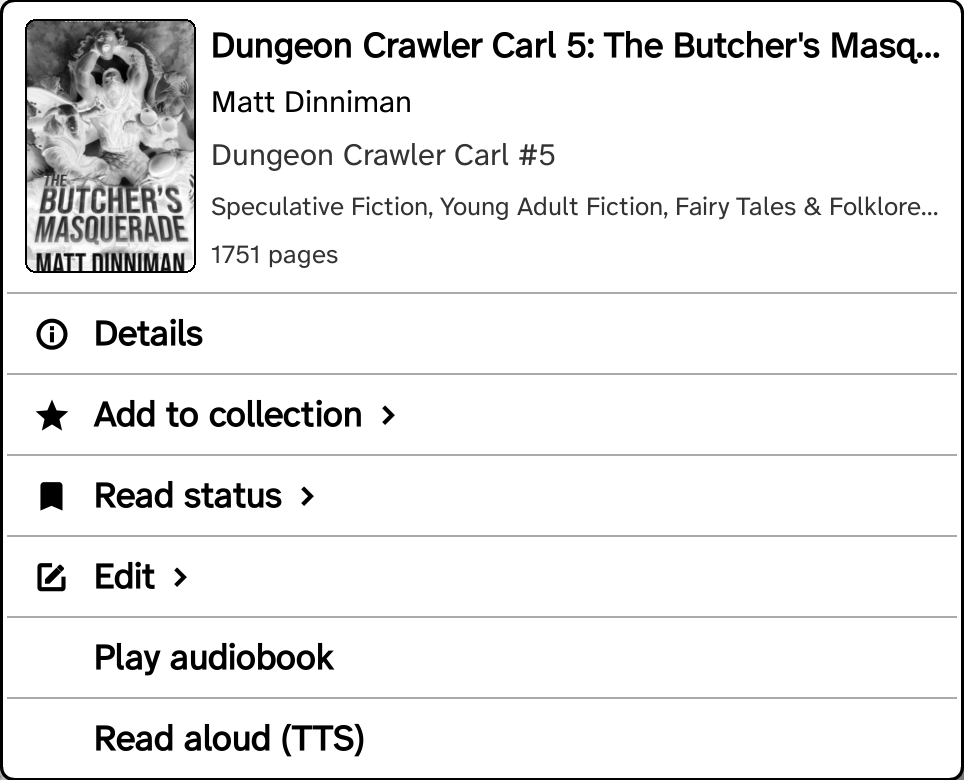 Dungeon Crawler Carl 5: The Butcher's Masq...
Matt Dinniman
Dungeon Crawler Carl #5
Speculative Fiction, Young Adult Fiction, Fairy Tales & Folklore...
1751 pages
THE
BUTCHER'S
MASQUERADE
MATT DINNIMAN
Details
Add to collection >
Read status >
Edit >
Play audiobook
Read aloud (TTS)